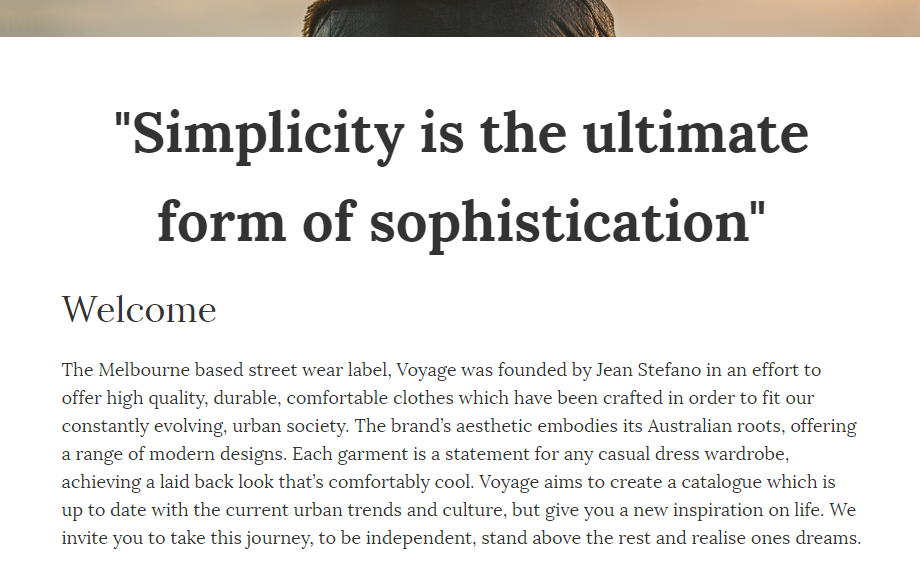 "Simplicity is the ultimate
form of sophistication"
Welcome
The Melbourne based street wear label, Voyage was founded by Jean Stefano in an effort to
offer high quality, durable, comfortable clothes which have been crafted in order to fit our
constantly evolving, urban society. The brand’s aesthetic embodies its Australian roots, offering
a range of modern designs. Each garment is a statement for any casual dress wardrobe,
achieving a laid back look that’s comfortably cool. Voyage aims to create a catalogue which is
up to date with the current urban trends and culture, but give you a new inspiration on life. We
invite you to take this journey, to be independent, stand above the rest and realise ones dreams.